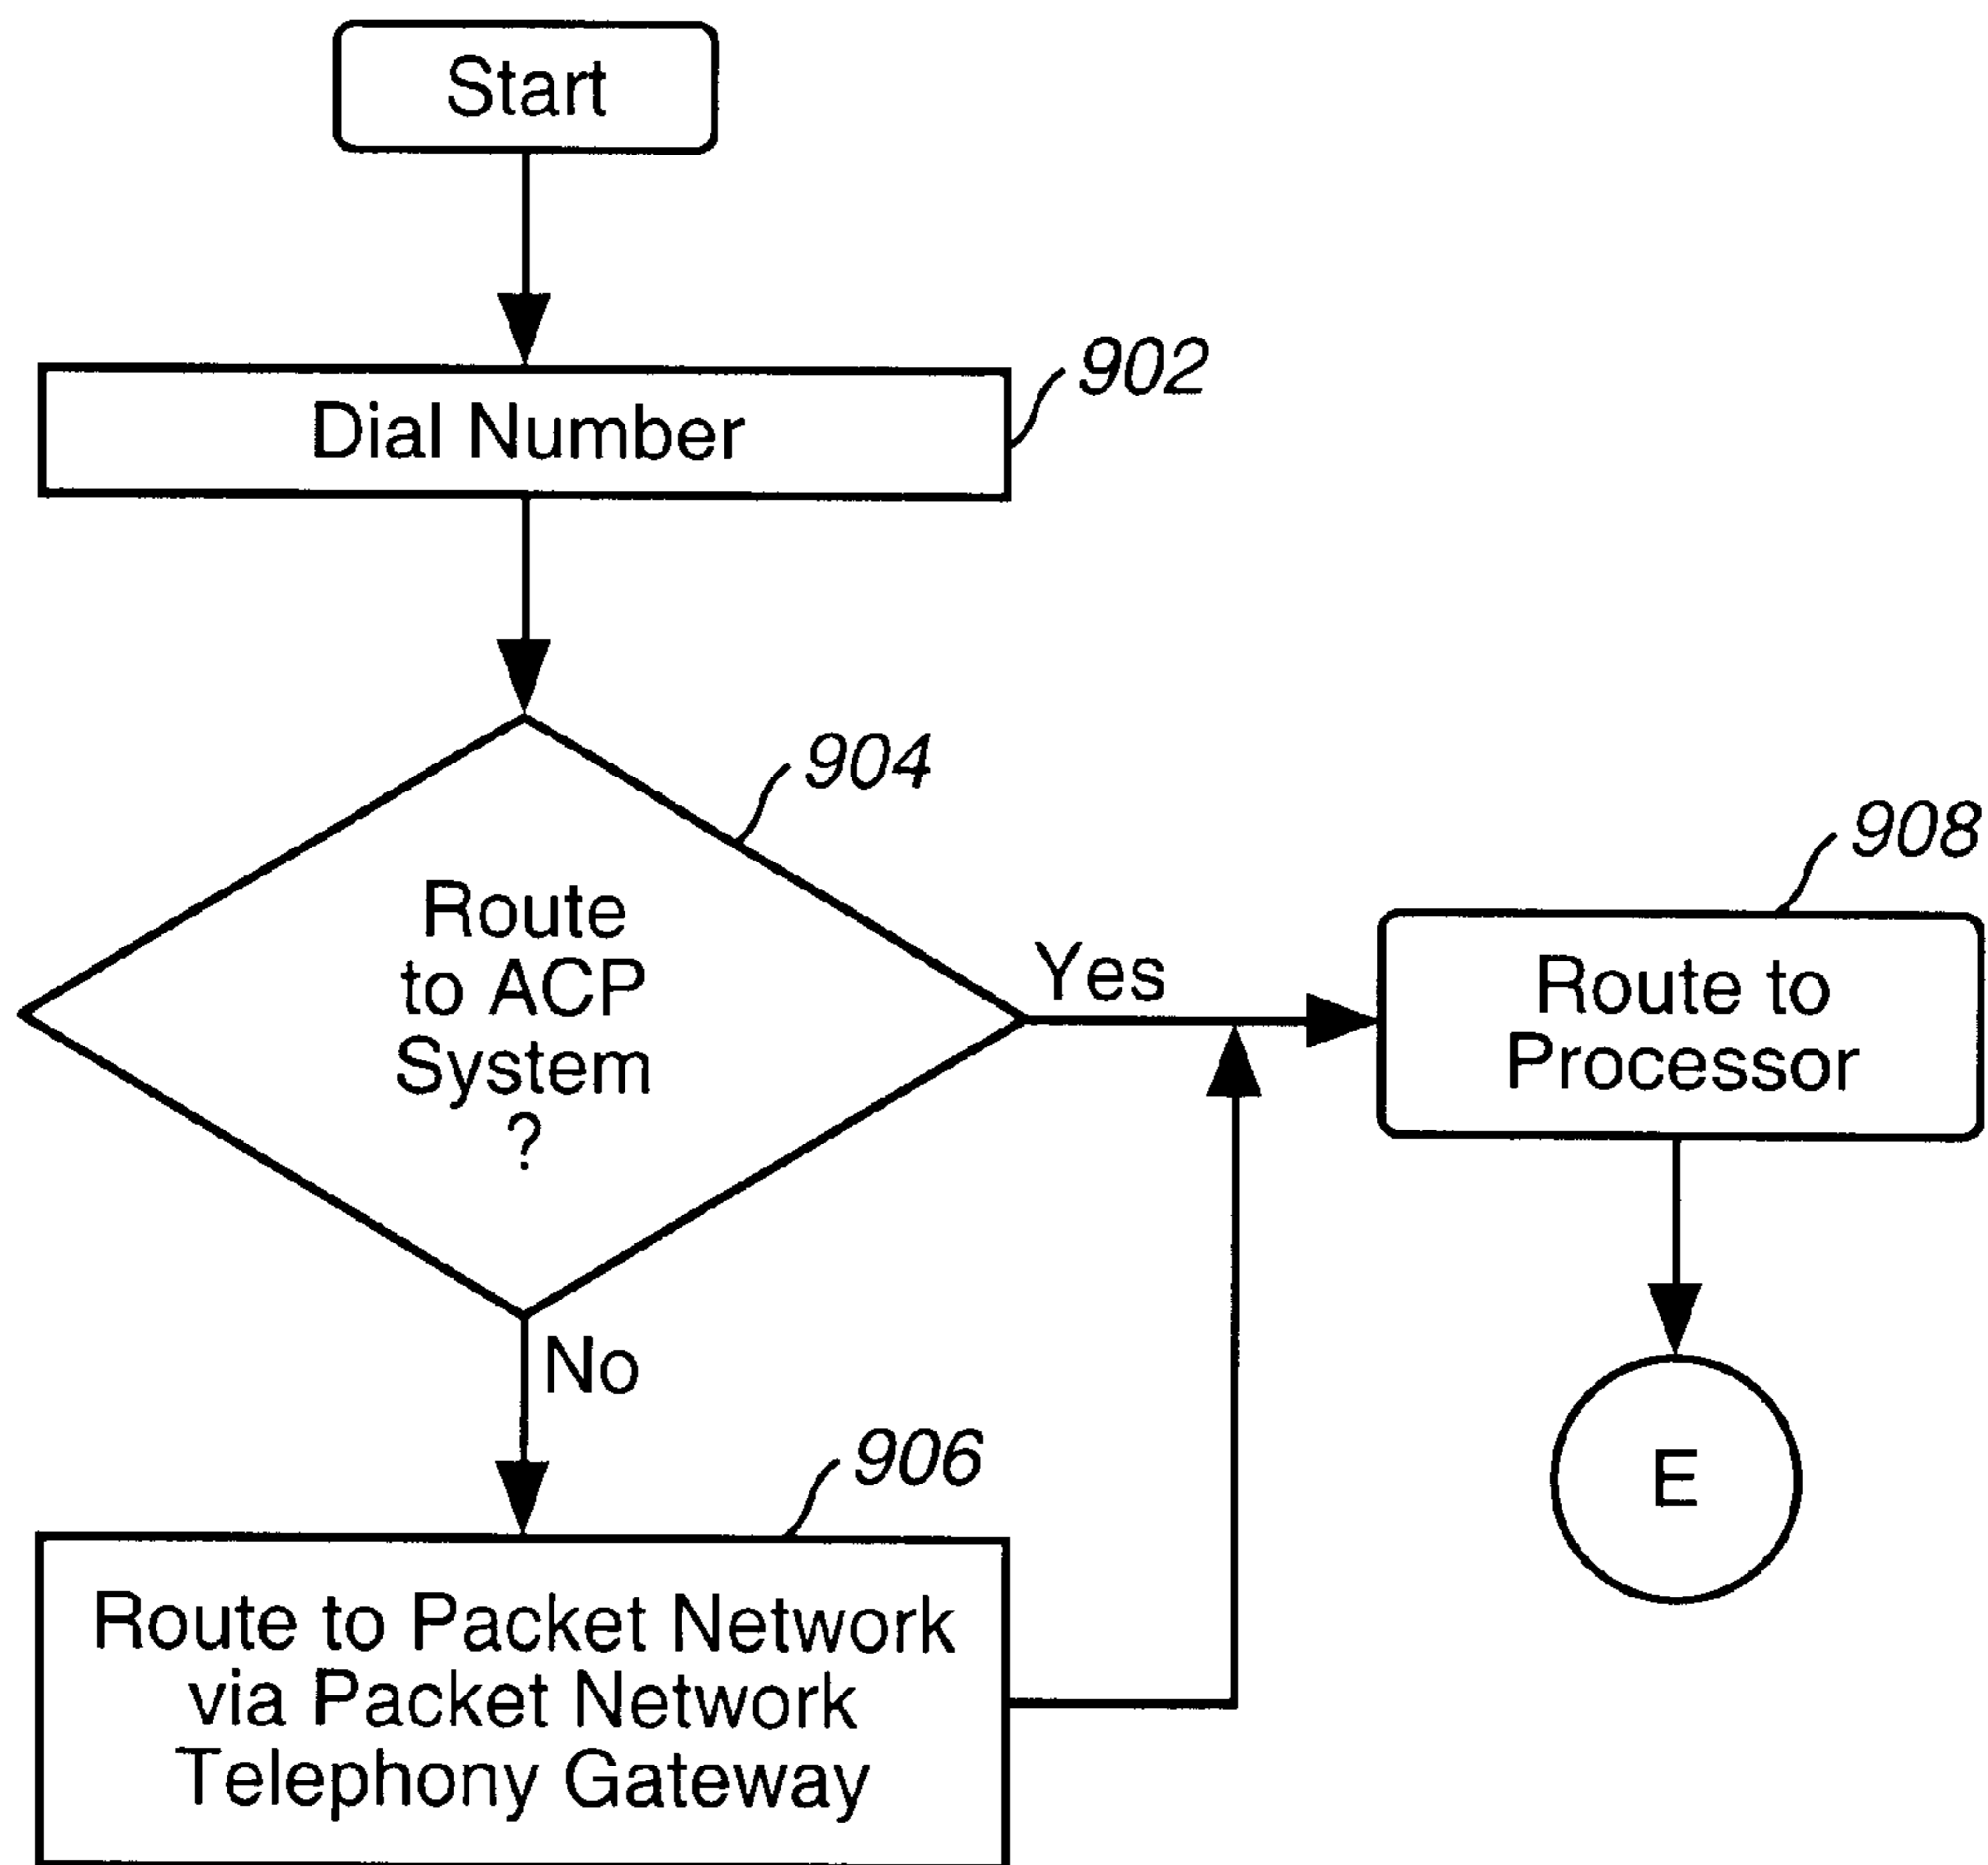 Start
Dial Number
902
904
Route
to ACP
System
?
Yes
908
Route to
Processor
No
906
Route to Packet Network
via Packet Network
Telephony Gateway
E